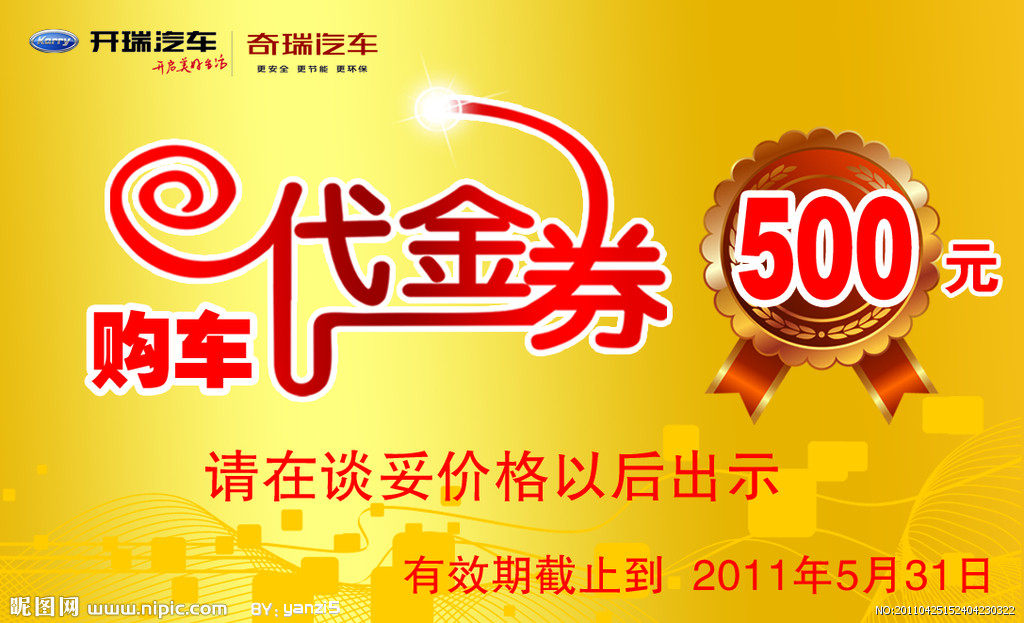 Karry 开瑞汽车 奇瑞汽车
开启美好生活 更安全 更节能 更环保
代金券
购车
500元
请在谈妥价格以后出示
有效期截止到 2011年5月31日
昵图网 www.nipic.com BY: yanzi5 NO:20110425152404230322